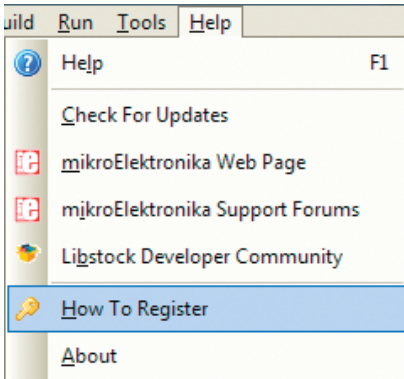 uild Run Tools Help
Help F1
Check For Updates
mikroElektronika Web Page
mikroElektronika Support Forums
Libstock Developer Community
How To Register
About